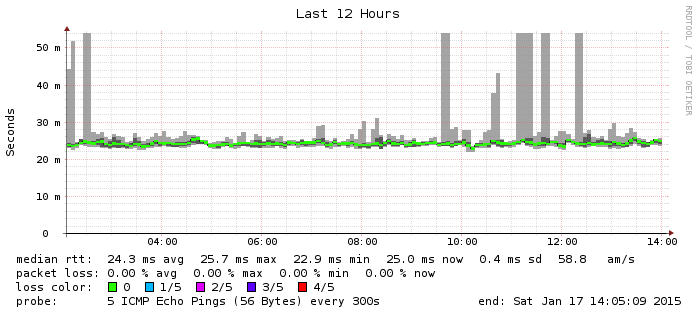 Last 12 Hours
RRDTOOL / TOBI OETIKER
Seconds
50 m
40 m
30 m
20 m
10 m
0
04:00 06:00 08:00 10:00 12:00 14:00
median rtt: 24.3 ms avg 25.7 ms max 22.9 ms min 25.0 ms now 0.4 ms sd 58.8 am/s
packet loss: 0.00 % avg 0.00 % max 0.00 % min 0.00 % now
loss color: 0 1/5 2/5 3/5 4/5
probe: 5 ICMP Echo Pings (56 Bytes) every 300s end: Sat Jan 17 14:05:09 2015